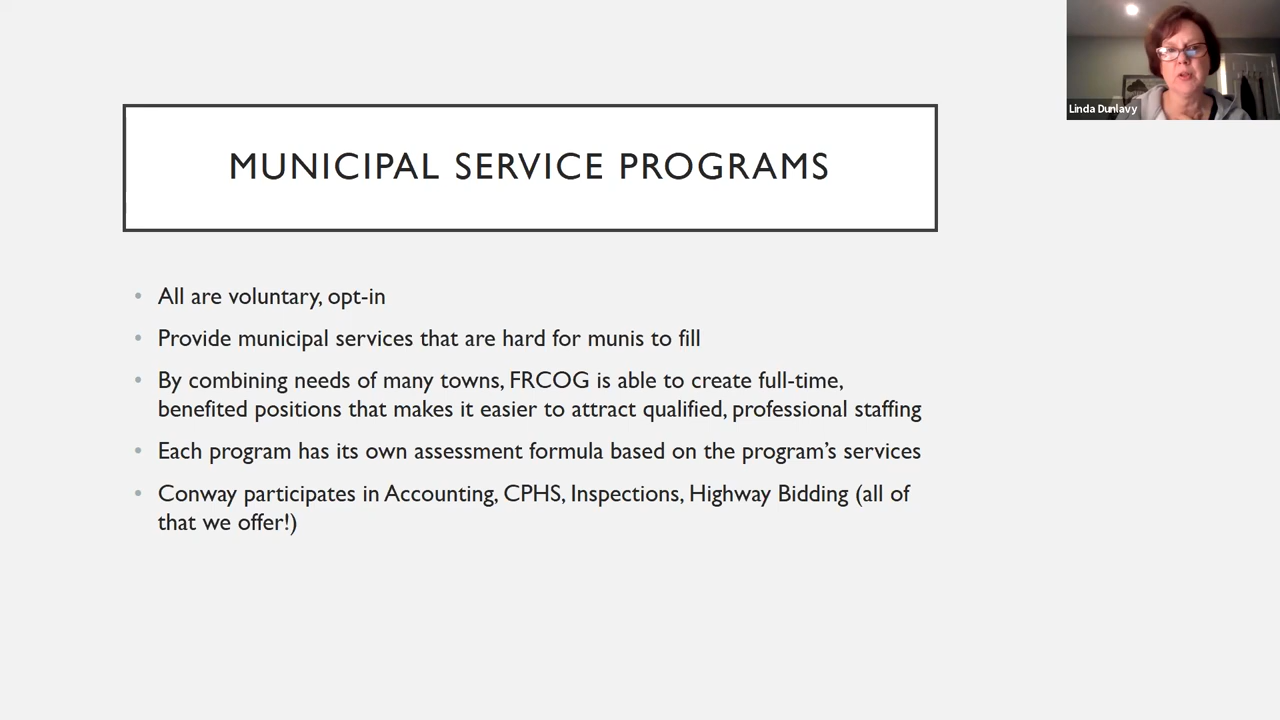 MUNICIPAL SERVICE PROGRAMS
• All are voluntary, opt-in
• Provide municipal services that are hard for munis to fill
• By combining needs of many towns, FRCOG is able to create full-time,
benefited positions that makes it easier to attract qualified, professional staffing
• Each program has its own assessment formula based on the program’s services
• Conway participates in Accounting, CPHS, Inspections, Highway Bidding (all of
that we offer!)
Linda Dunlavy